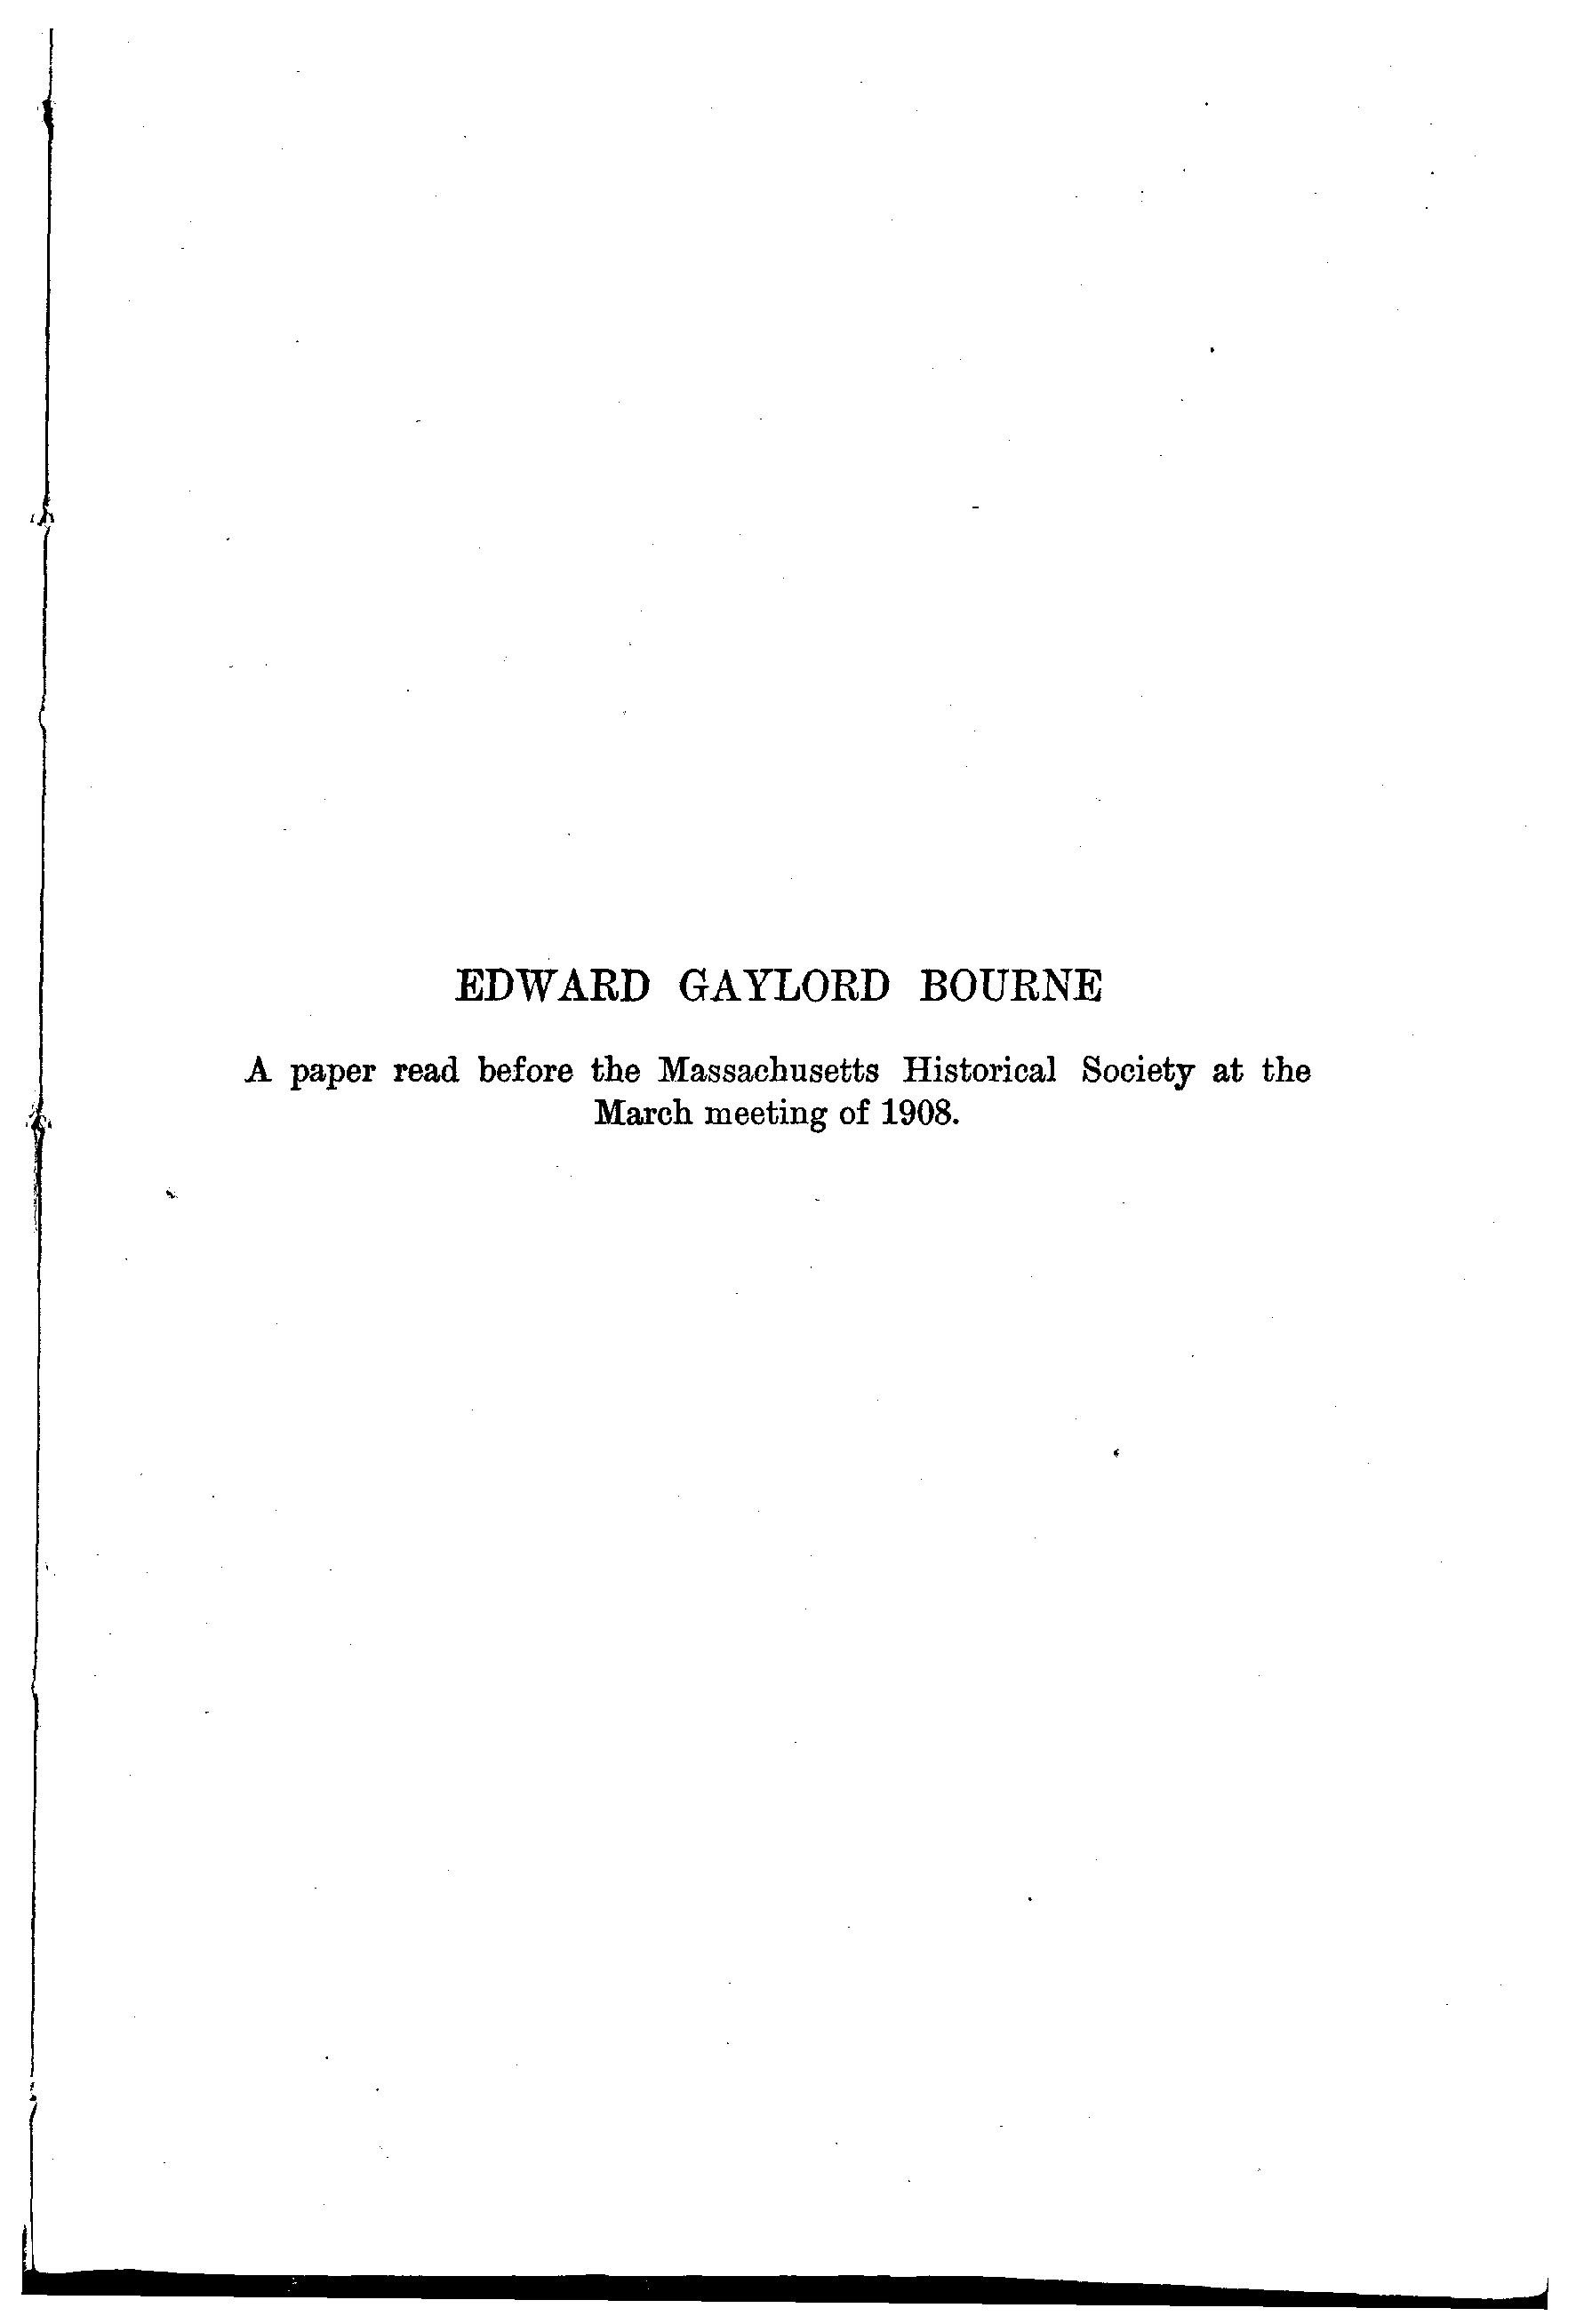 EDWARD GAYLORD BOURNE
A paper read before the Massachusetts Historical Society at the
March meeting of 1908.